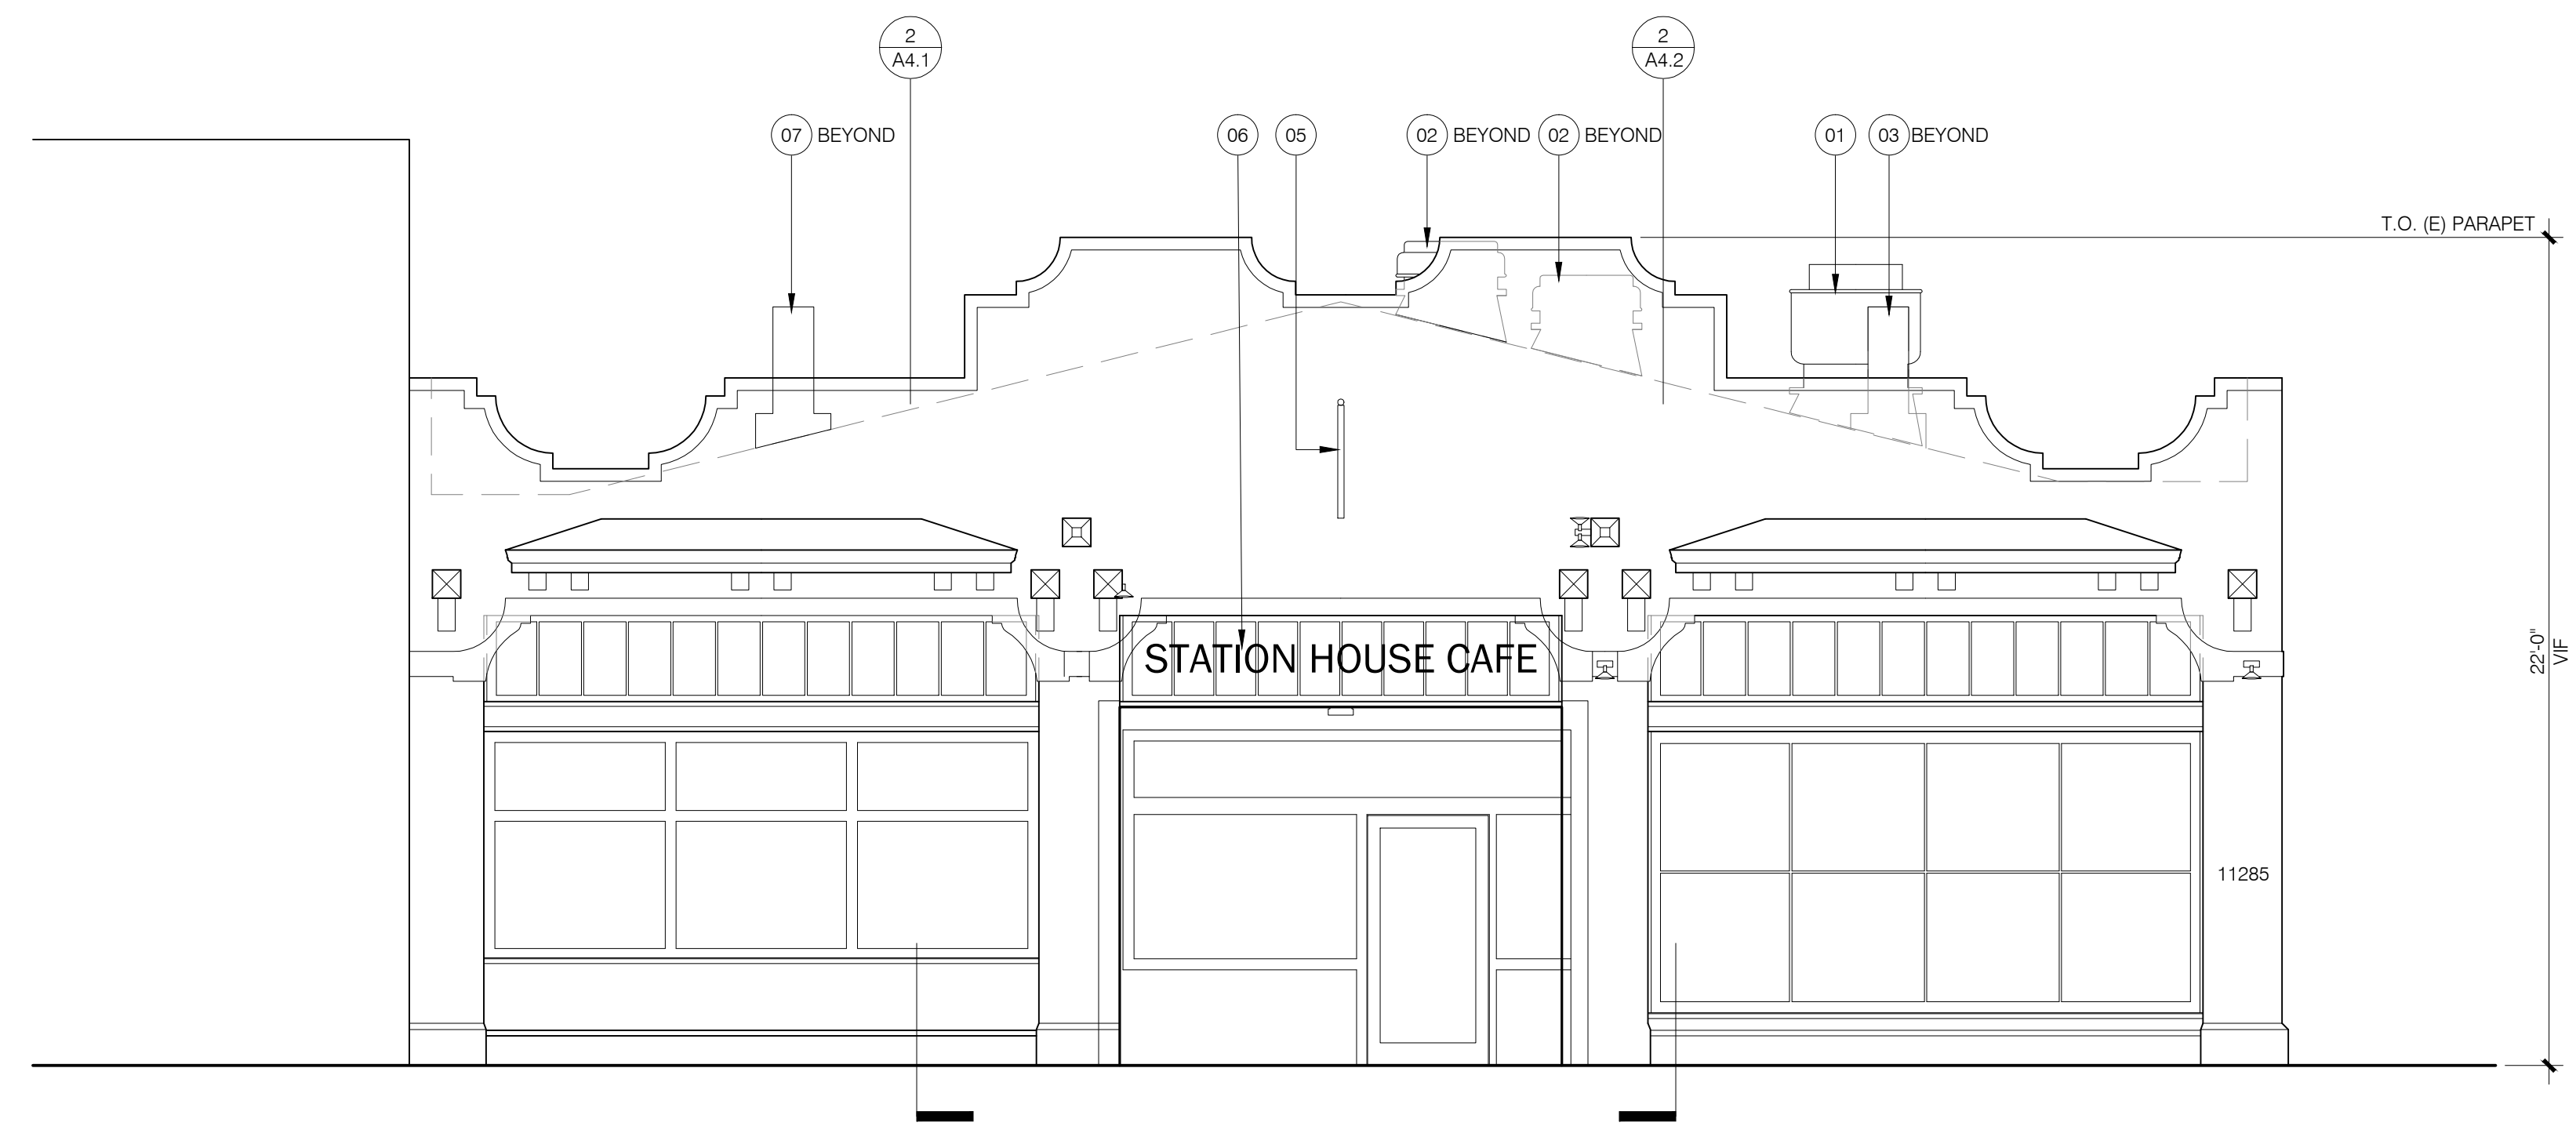 2
A4.1
2
A4.2
07 BEYOND
06
05
02 BEYOND
02 BEYOND
01
03 BEYOND
T.O. (E) PARAPET
STATION HOUSE CAFE
22'-0"
VIF
11285